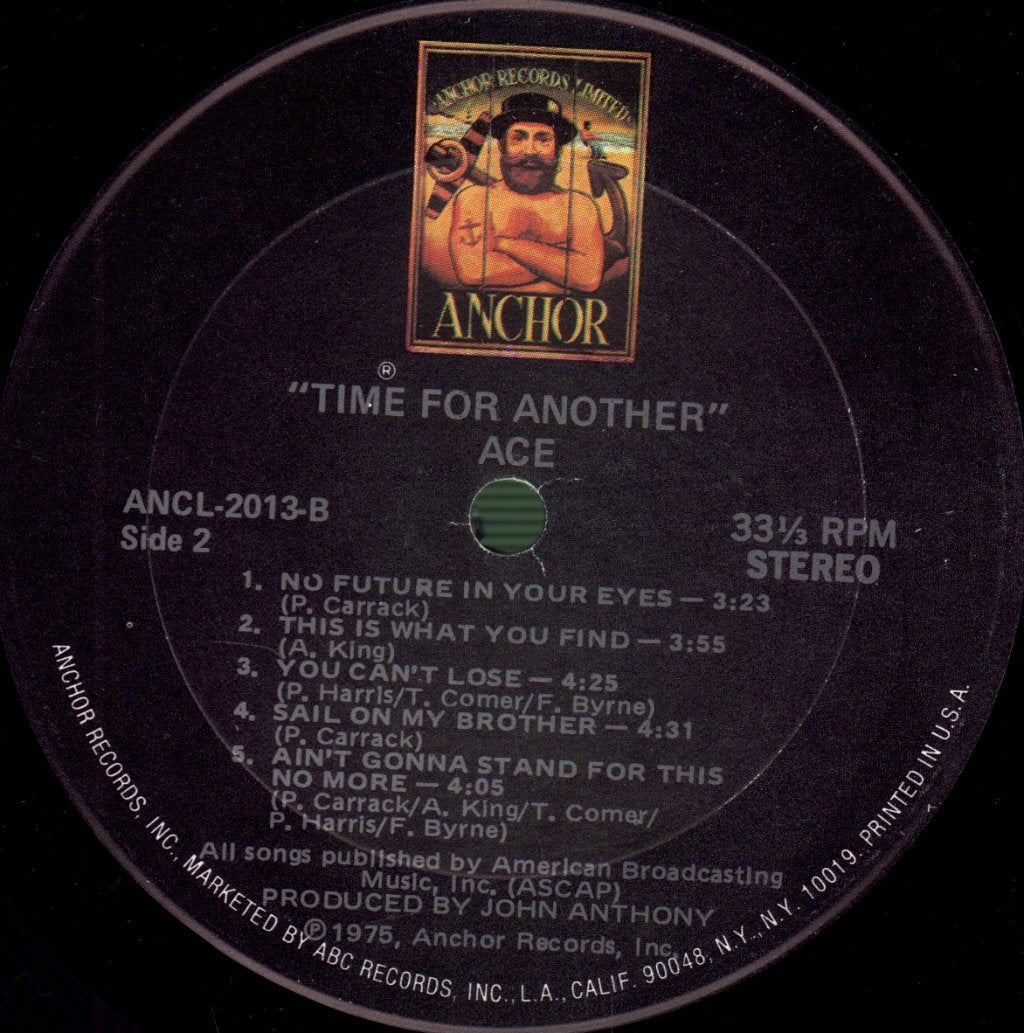 ANCHOR RECORDS LIMITED
ANCHOR
®
"TIME FOR ANOTHER"
ACE
ANCL-2013-B
Side 2
33⅓ RPM
STEREO
1. NO FUTURE IN YOUR EYES — 3:23
(P. Carrack)
2. THIS IS WHAT YOU FIND — 3:55
(A. King)
3. YOU CAN'T LOSE — 4:25
(P. Harris/T. Comer/F. Byrne)
4. SAIL ON MY BROTHER — 4:31
(P. Carrack)
5. AIN'T GONNA STAND FOR THIS
NO MORE — 4:05
(P. Carrack/A. King/T. Comer/
P. Harris/F. Byrne)
All songs published by American Broadcasting
Music, Inc. (ASCAP)
PRODUCED BY JOHN ANTHONY
℗1975, Anchor Records, Inc.
ANCHOR RECORDS, INC., MARKETED BY ABC RECORDS, INC., L.A., CALIF. 90048, N.Y., N.Y. 10019. PRINTED IN U.S.A.